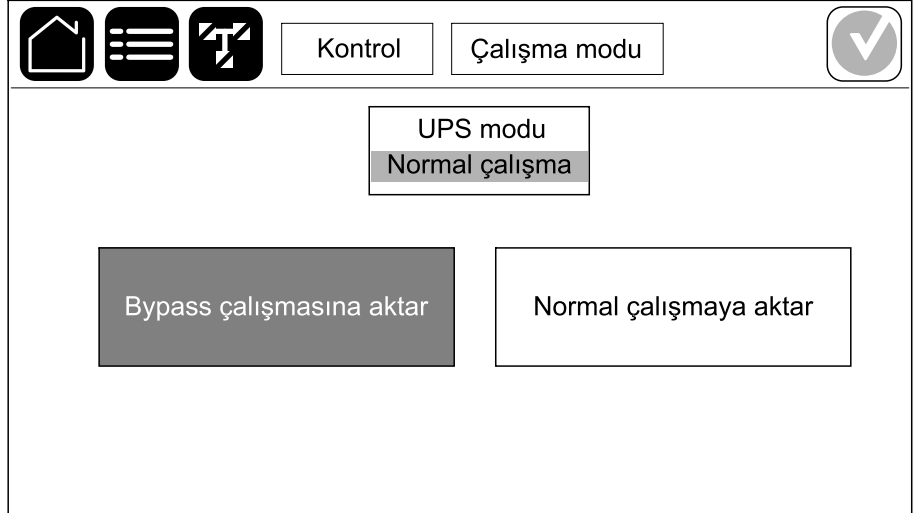 Kontrol
Çalışma modu
UPS modu
Normal çalışma
Bypass çalışmasına aktar
Normal çalışmaya aktar